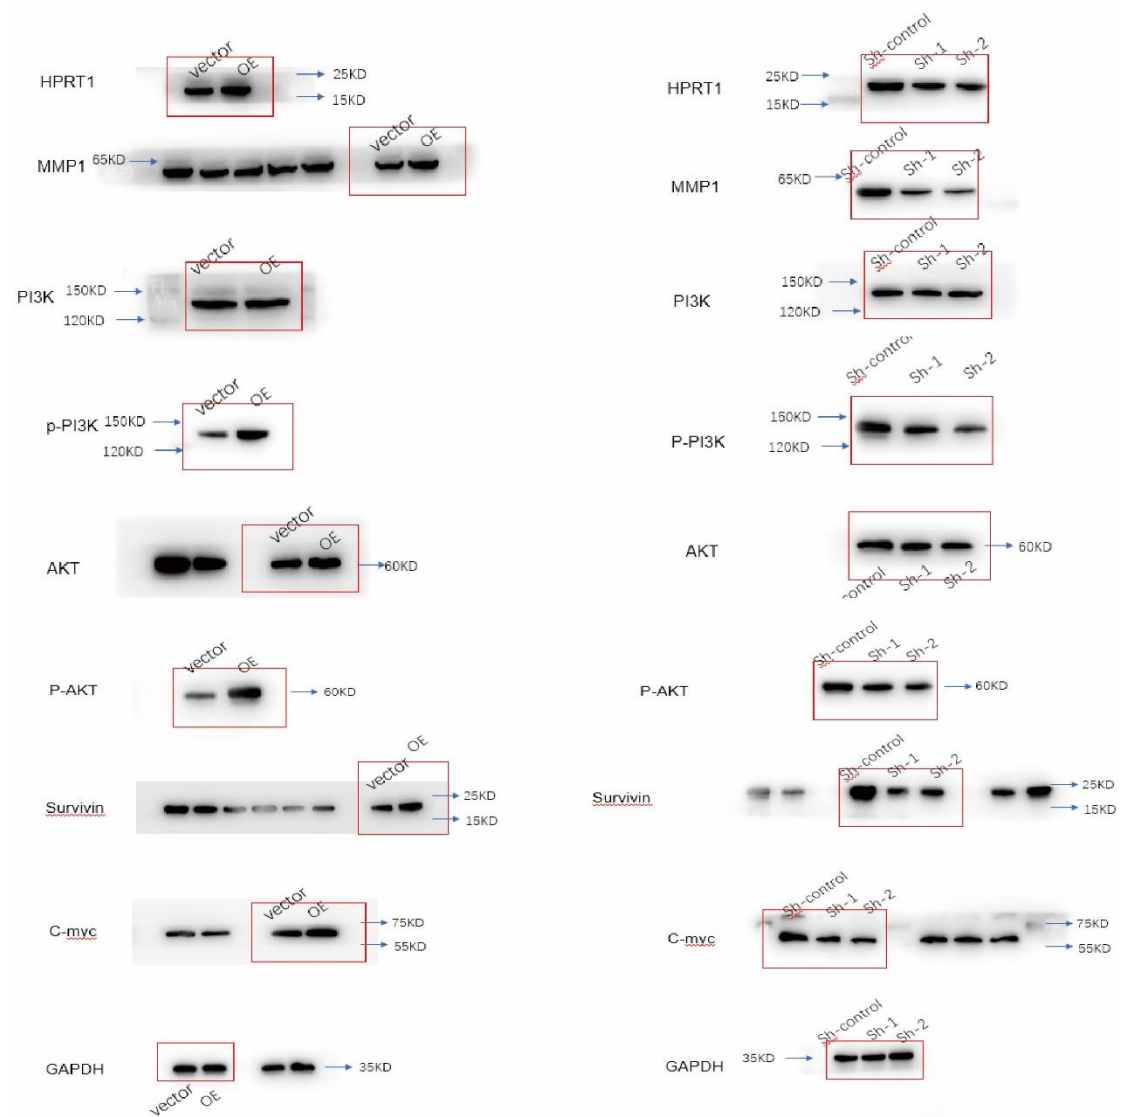 vector OE
HPRT1
25KD
15KD
vector OE
MMP1
65KD
vector OE
PI3K
150KD
120KD
vector OE
p-PI3K
150KD
120KD
vector OE
AKT
60KD
vector OE
P-AKT
60KD
vector OE
Survivin
25KD
15KD
vector OE
C-myc
75KD
55KD
GAPDH
35KD
vector OE
Sh-control Sh-1 Sh-2
HPRT1
25KD
15KD
Sh-control Sh-1 Sh-2
MMP1
65KD
Sh-control Sh-1 Sh-2
PI3K
150KD
120KD
Sh-control Sh-1 Sh-2
P-PI3K
150KD
120KD
AKT
60KD
ontrol Sh-1 Sh-2
Sh-control Sh-1 Sh-2
P-AKT
60KD
Sh-control Sh-1 Sh-2
Survivin
25KD
15KD
Sh-control Sh-1 Sh-2
C-myc
75KD
55KD
Sh-control Sh-1 Sh-2
GAPDH
35KD